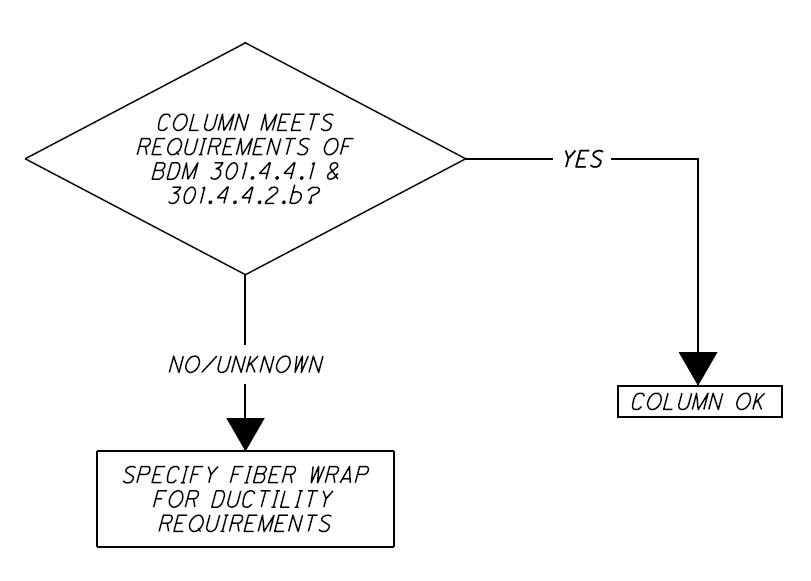 COLUMN MEETS
REQUIREMENTS OF
BDM 301.4.4.1 &
301.4.4.2.b?
YES
NO/UNKNOWN
COLUMN OK
SPECIFY FIBER WRAP
FOR DUCTILITY
REQUIREMENTS